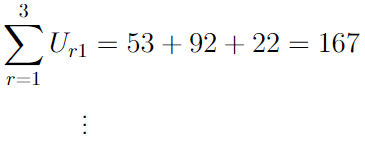 3
∑ U_{r1} = 53 + 92 + 22 = 167
r=1
⋮